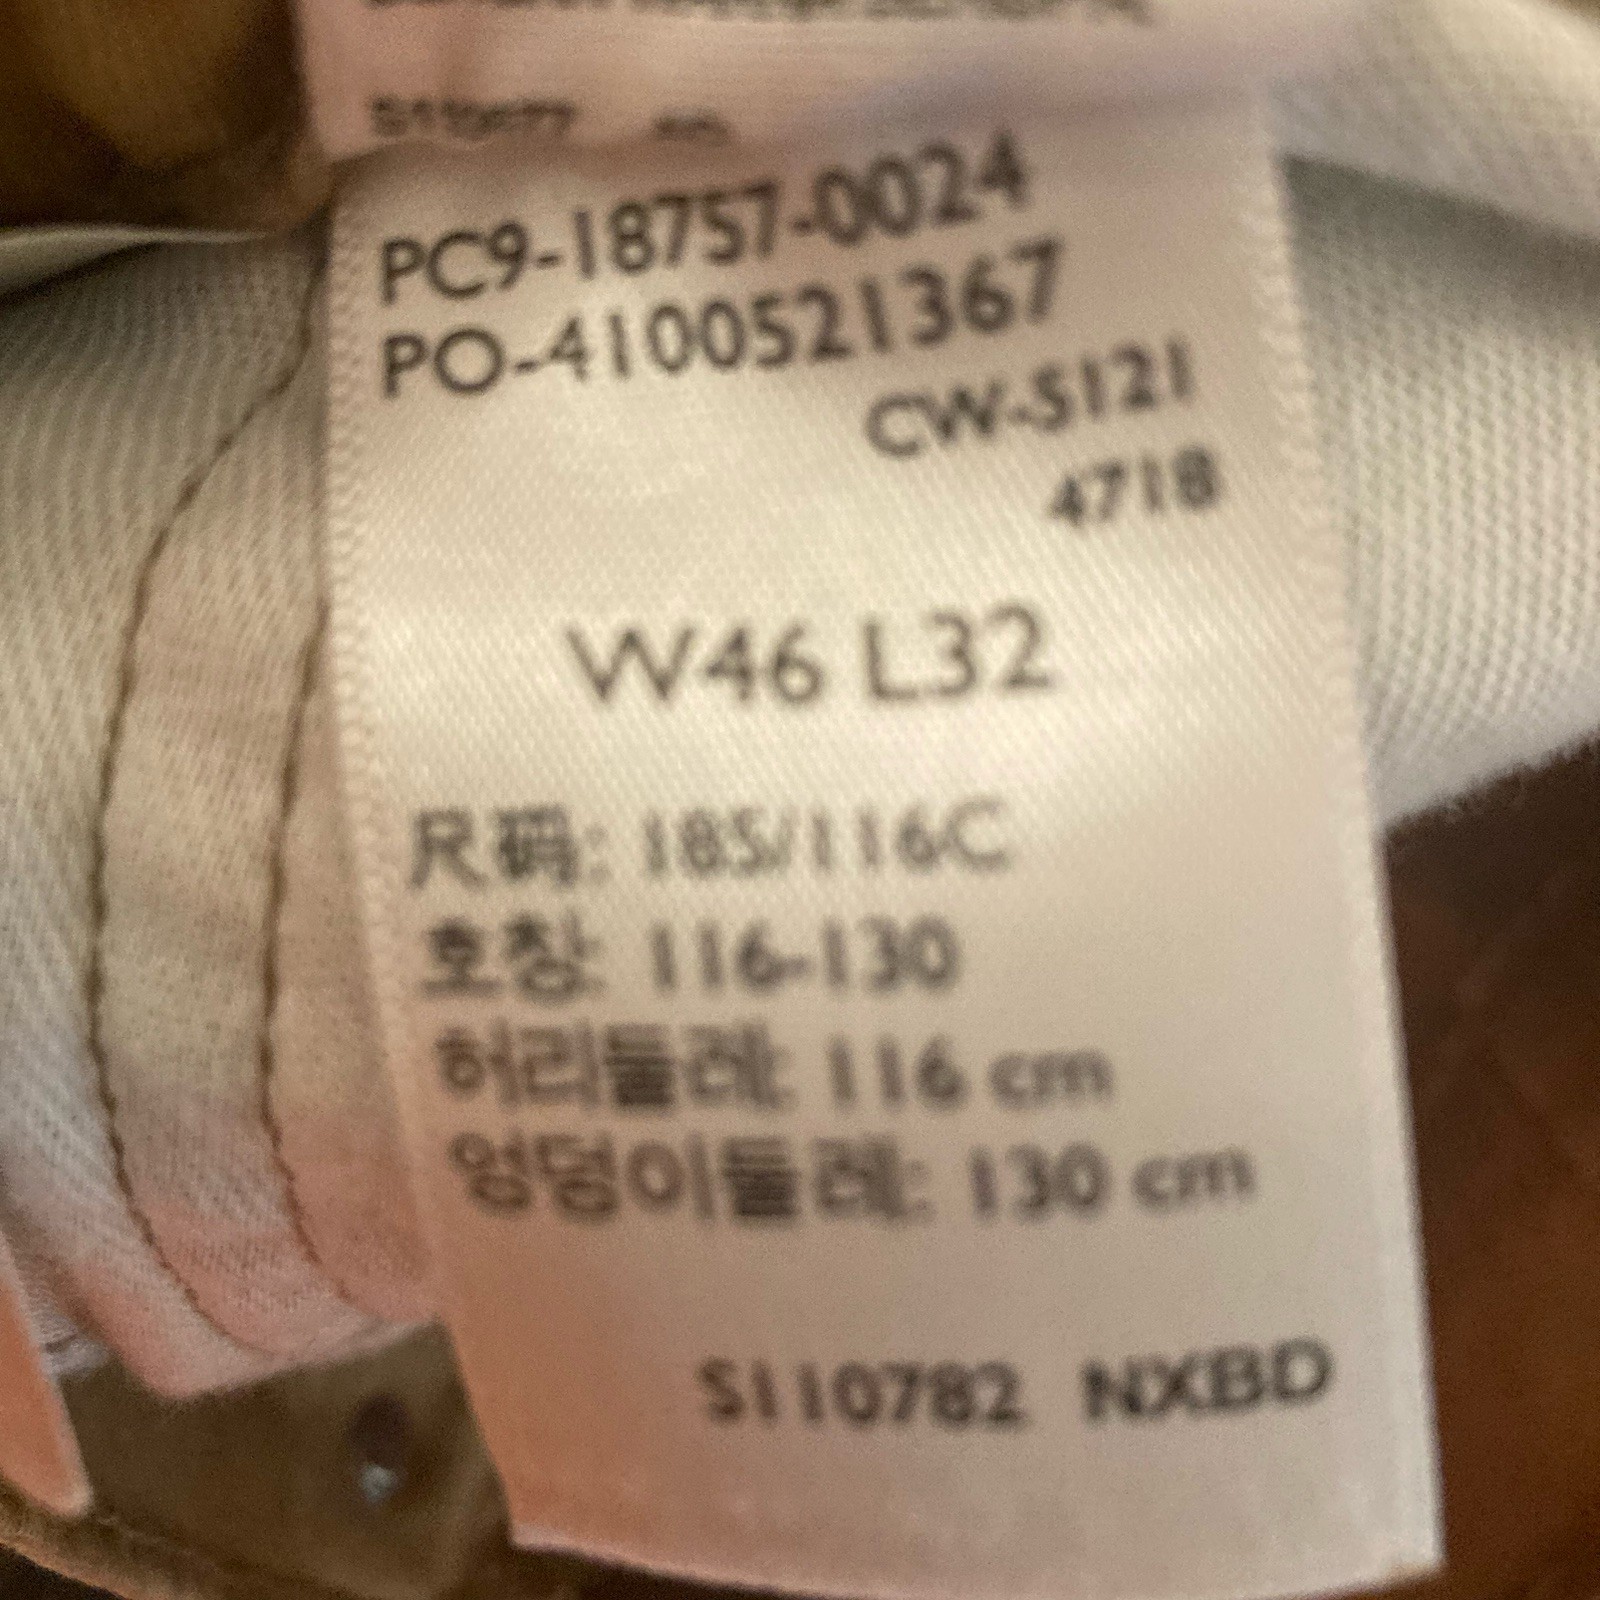 PC9-18757-0024
PO-4100521367
CW-S121
4718
W46 L32
尺码: 185/116C
호칭: 116-130
허리둘레: 116 cm
엉덩이둘레: 130 cm
S110782 NXBD